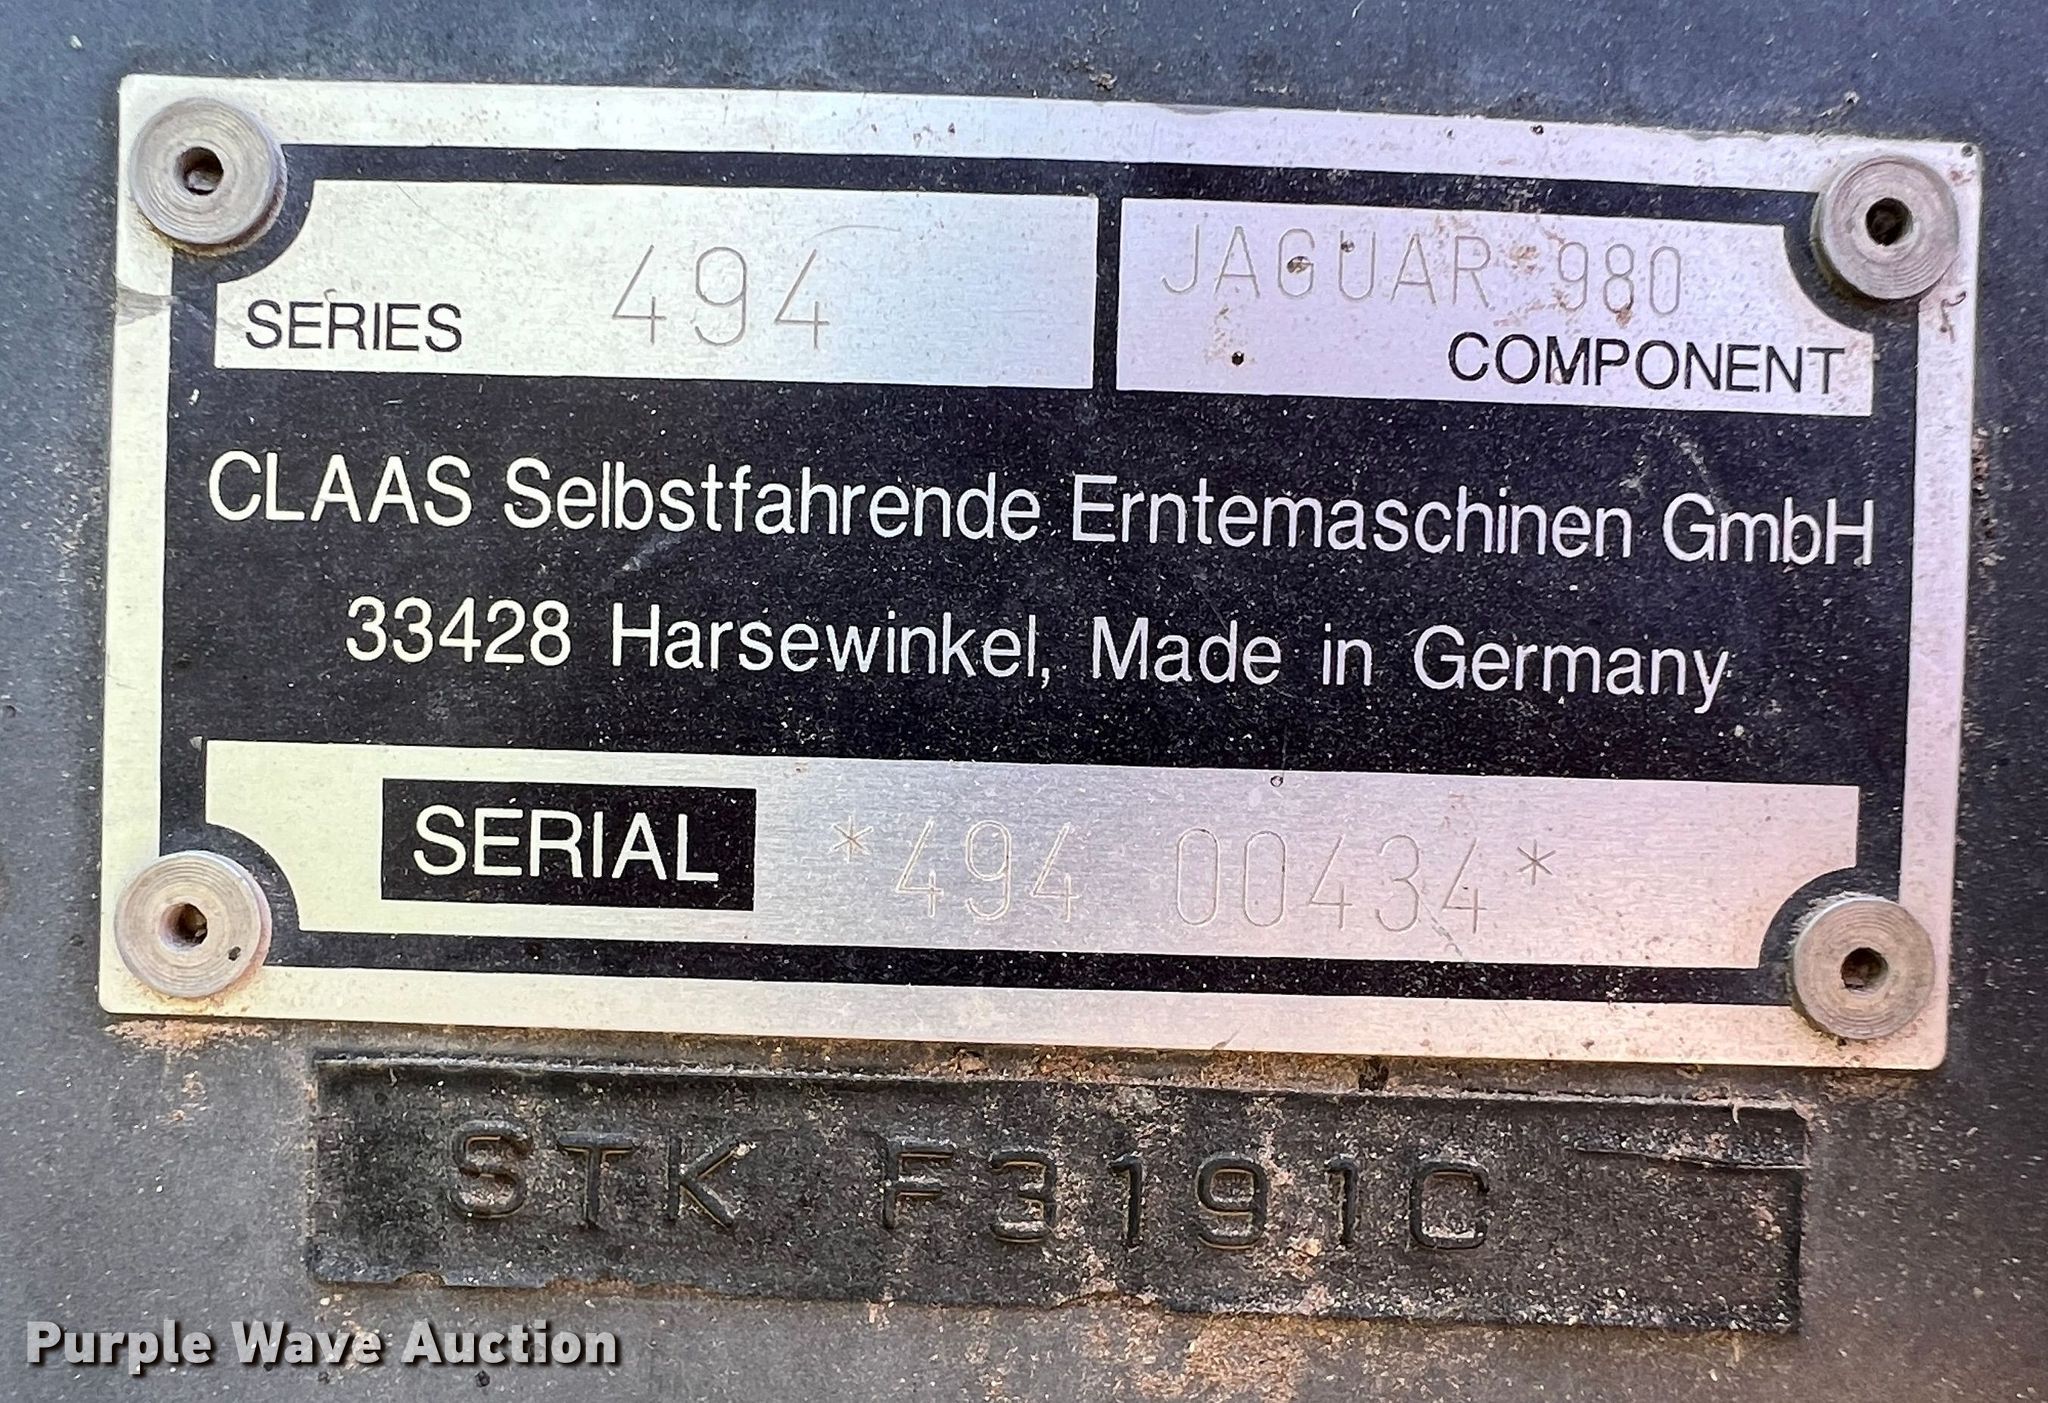 SERIES 494
JAGUAR 980
COMPONENT
CLAAS Selbstfahrende Erntemaschinen GmbH
33428 Harsewinkel, Made in Germany
SERIAL *494 00434*
STK F3191C
Purple Wave Auction